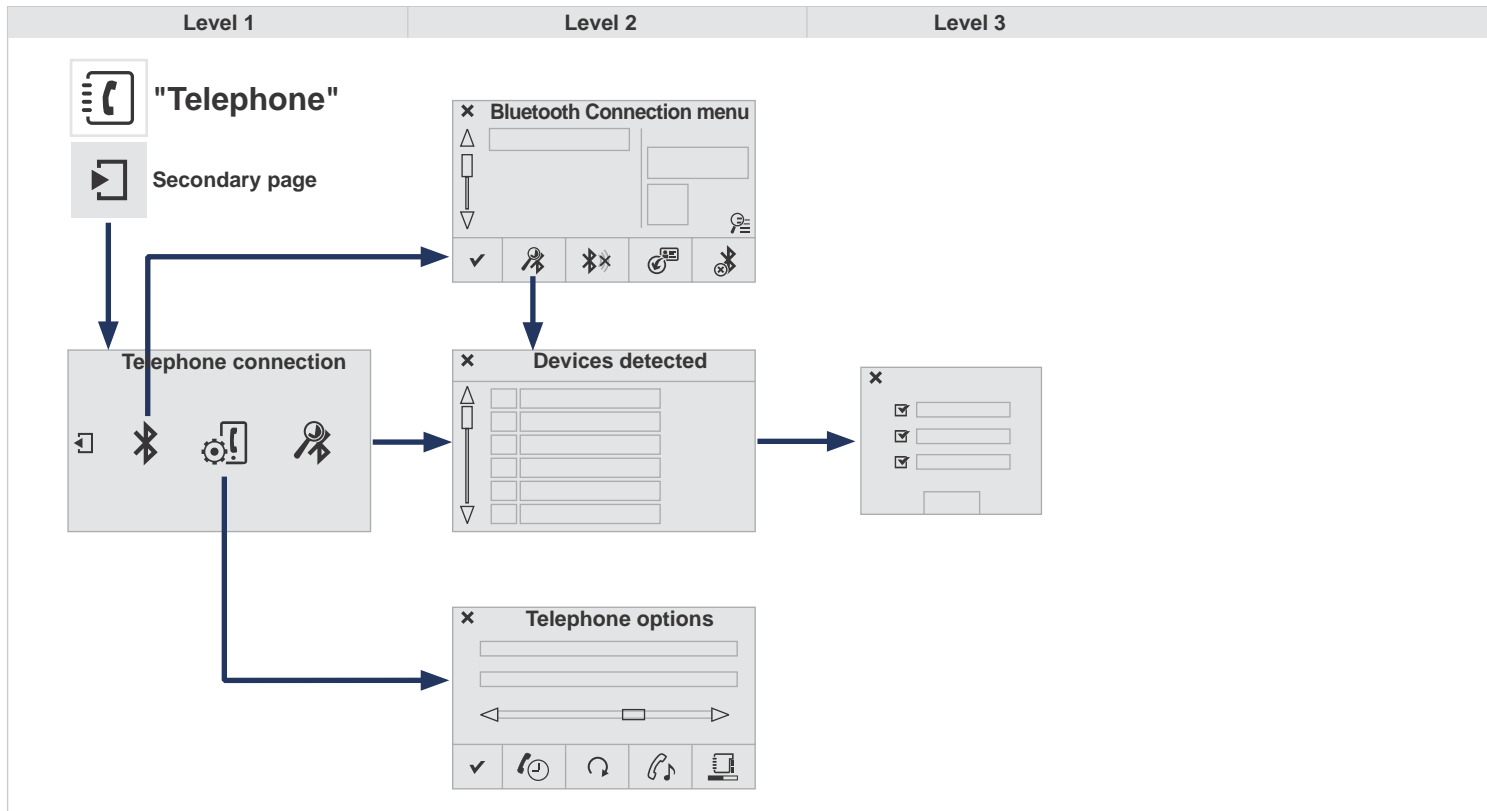 Level 1
Level 2
Level 3
"Telephone"
Secondary page
Bluetooth Connection menu
Telephone connection
Devices detected
Telephone options